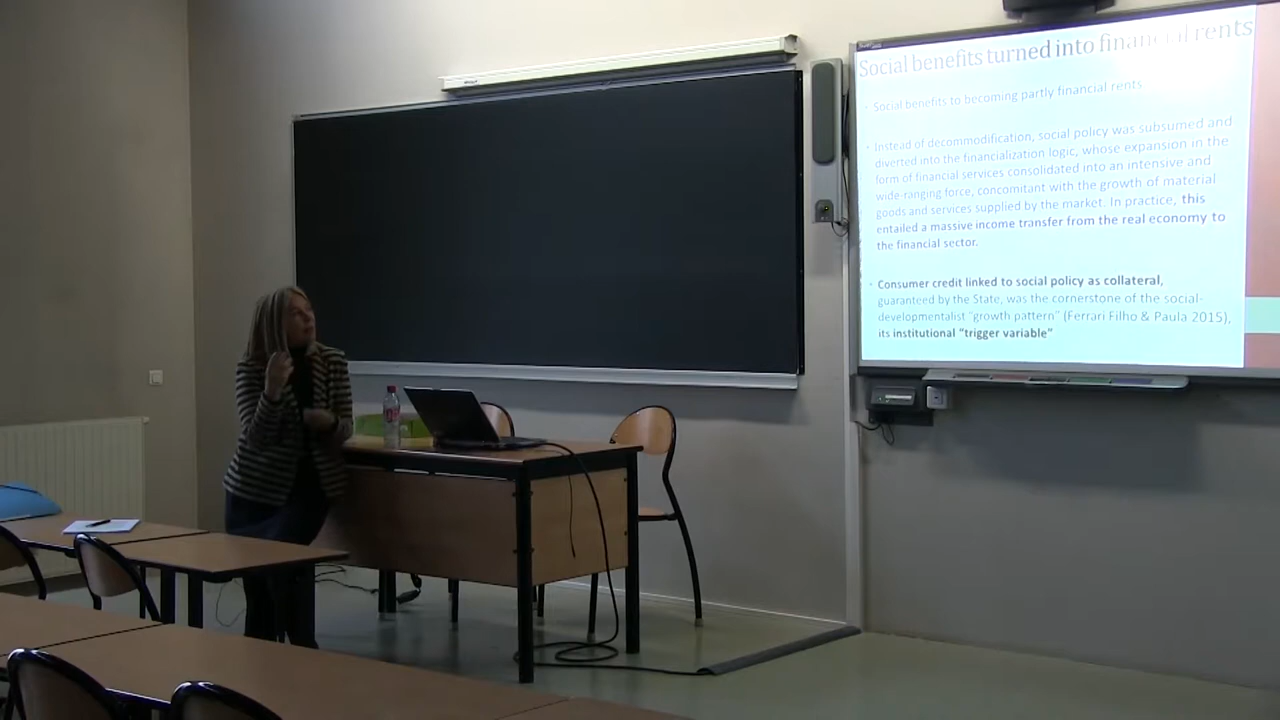 Social benefits turned into financial rents
Social benefits to becoming partly financial rents
Instead of decommodification, social policy was subsumed and
diverted into the financialization logic, whose expansion in the
form of financial services consolidated into an intensive and
wide-ranging force, concomitant with the growth of material
goods and services supplied by the market. In practice, this
entailed a massive income transfer from the real economy to
the financial sector.
Consumer credit linked to social policy as collateral,
guaranteed by the State, was the cornerstone of the social-
developmentalist "growth pattern" (Ferrari Filho & Paula 2015),
its institutional "trigger variable"